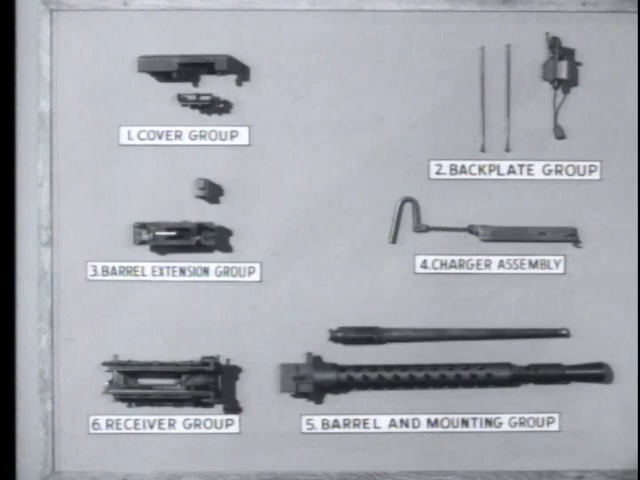 1. COVER GROUP
2. BACKPLATE GROUP
3. BARREL EXTENSION GROUP
4. CHARGER ASSEMBLY
6. RECEIVER GROUP
5. BARREL AND MOUNTING GROUP